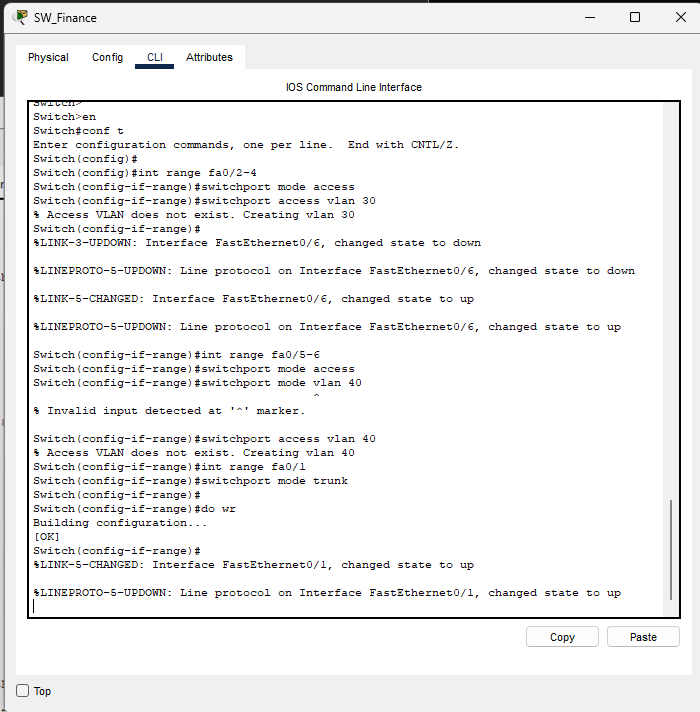 SW_Finance
Physical Config CLI Attributes
IOS Command Line Interface
Switch>
Switch>en
Switch#conf t
Enter configuration commands, one per line.  End with CNTL/Z.
Switch(config)#
Switch(config)#int range fa0/2-4
Switch(config-if-range)#switchport mode access
Switch(config-if-range)#switchport access vlan 30
% Access VLAN does not exist. Creating vlan 30
Switch(config-if-range)#
%LINK-3-UPDOWN: Interface FastEthernet0/6, changed state to down
%LINEPROTO-5-UPDOWN: Line protocol on Interface FastEthernet0/6, changed state to down
%LINK-5-CHANGED: Interface FastEthernet0/6, changed state to up
%LINEPROTO-5-UPDOWN: Line protocol on Interface FastEthernet0/6, changed state to up
Switch(config-if-range)#int range fa0/5-6
Switch(config-if-range)#switchport mode access
Switch(config-if-range)#switchport mode vlan 40
^
% Invalid input detected at '^' marker.
Switch(config-if-range)#switchport access vlan 40
% Access VLAN does not exist. Creating vlan 40
Switch(config-if-range)#int range fa0/1
Switch(config-if-range)#switchport mode trunk
Switch(config-if-range)#
Switch(config-if-range)#do wr
Building configuration...
[OK]
Switch(config-if-range)#
%LINK-5-CHANGED: Interface FastEthernet0/1, changed state to up
%LINEPROTO-5-UPDOWN: Line protocol on Interface FastEthernet0/1, changed state to up
Copy Paste
Top